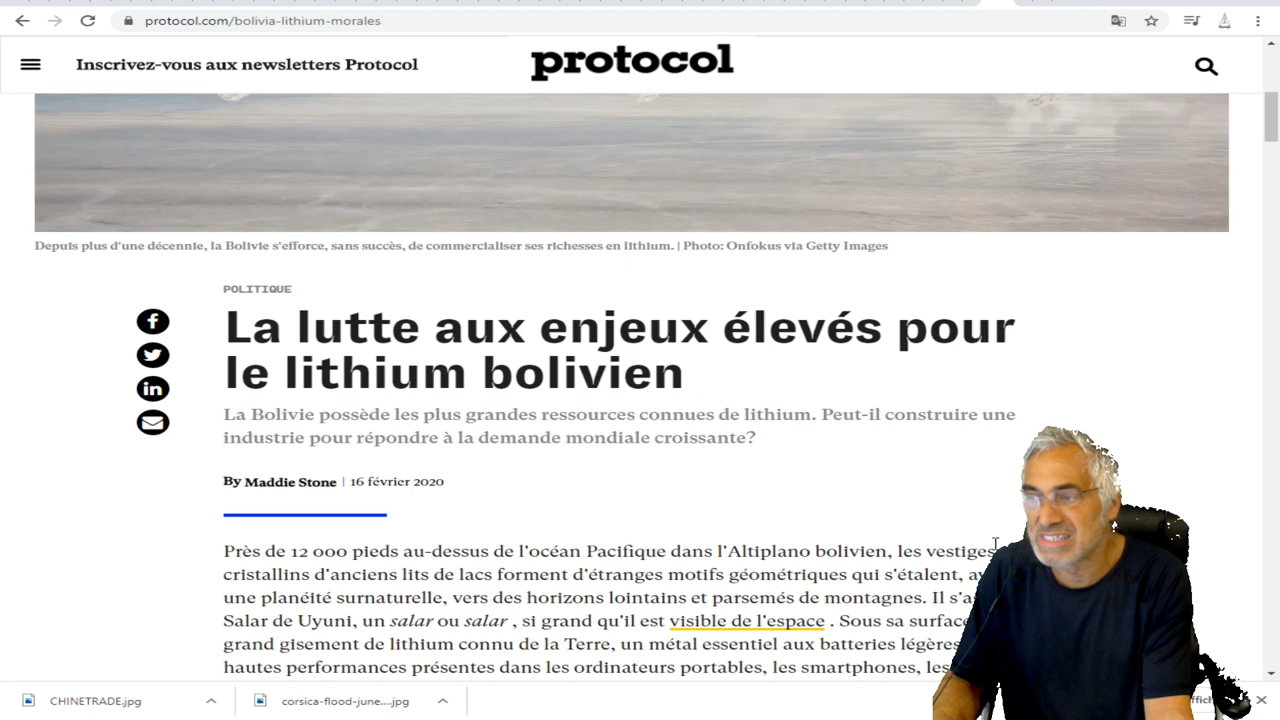 protocol.com/bolivia-lithium-morales
Inscrivez-vous aux newsletters Protocol
protocol
Depuis plus d'une décennie, la Bolivie s'efforce, sans succès, de commercialiser ses richesses en lithium. | Photo: Onfokus via Getty Images
POLITIQUE
La lutte aux enjeux élevés pour
le lithium bolivien
La Bolivie possède les plus grandes ressources connues de lithium. Peut-il construire une
industrie pour répondre à la demande mondiale croissante?
By Maddie Stone | 16 février 2020
Près de 12 000 pieds au-dessus de l'océan Pacifique dans l'Altiplano bolivien, les vestiges
cristallins d'anciens lits de lacs forment d'étranges motifs géométriques qui s'étalent,
une planéité surnaturelle, vers des horizons lointains et parsemés de montagnes. Il
Salar de Uyuni, un salar ou salar , si grand qu'il est visible de l'espace . Sous sa surface
grand gisement de lithium connu de la Terre, un métal essentiel aux batteries légères
hautes performances présentes dans les ordinateurs portables, les smartphones, les
CHINETRADE.jpg
corsica-flood-june....jpg